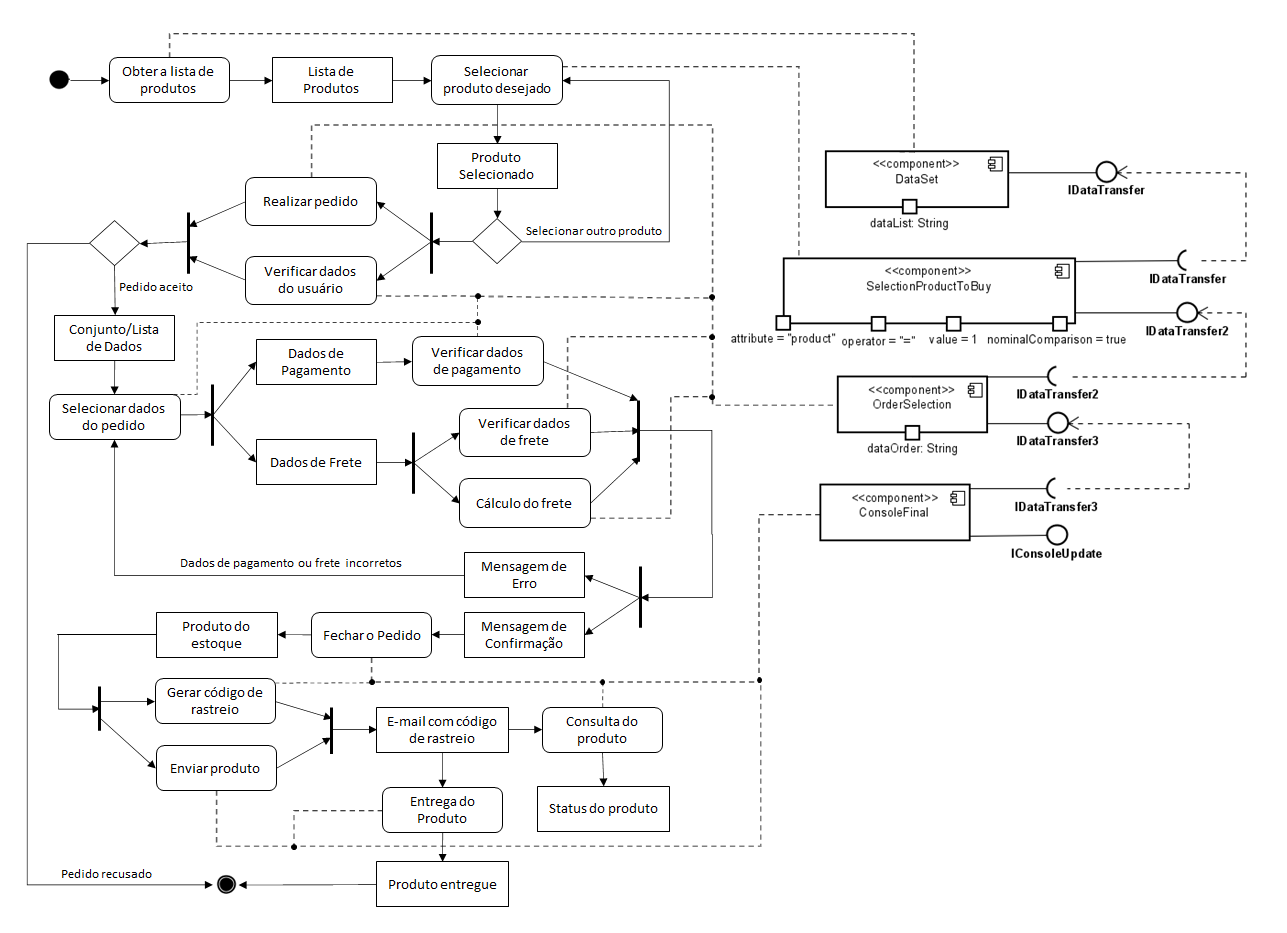 Obter a lista de
produtos
Lista de
Produtos
Selecionar
produto desejado
Produto
Selecionado
Realizar pedido
Selecionar outro produto
Verificar dados
do usuário
Pedido aceito
Conjunto/Lista
de Dados
Dados de
Pagamento
Verificar dados
de pagamento
Selecionar dados
do pedido
Verificar dados
de frete
Dados de Frete
Cálculo do frete
Dados de pagamento ou frete incorretos
Mensagem de
Erro
Produto do
estoque
Fechar o Pedido
Mensagem de
Confirmação
Gerar código de
rastreio
E-mail com código
de rastreio
Consulta do
produto
Enviar produto
Entrega do
Produto
Status do produto
Pedido recusado
Produto entregue
<<component>>
DataSet
dataList: String
IDataTransfer
<<component>>
SelectionProductToBuy
IDataTransfer
IDataTransfer2
attribute = "product"
operator = "="
value = 1
nominalComparison = true
<<component>>
OrderSelection
dataOrder: String
IDataTransfer2
IDataTransfer3
<<component>>
ConsoleFinal
IDataTransfer3
IConsoleUpdate